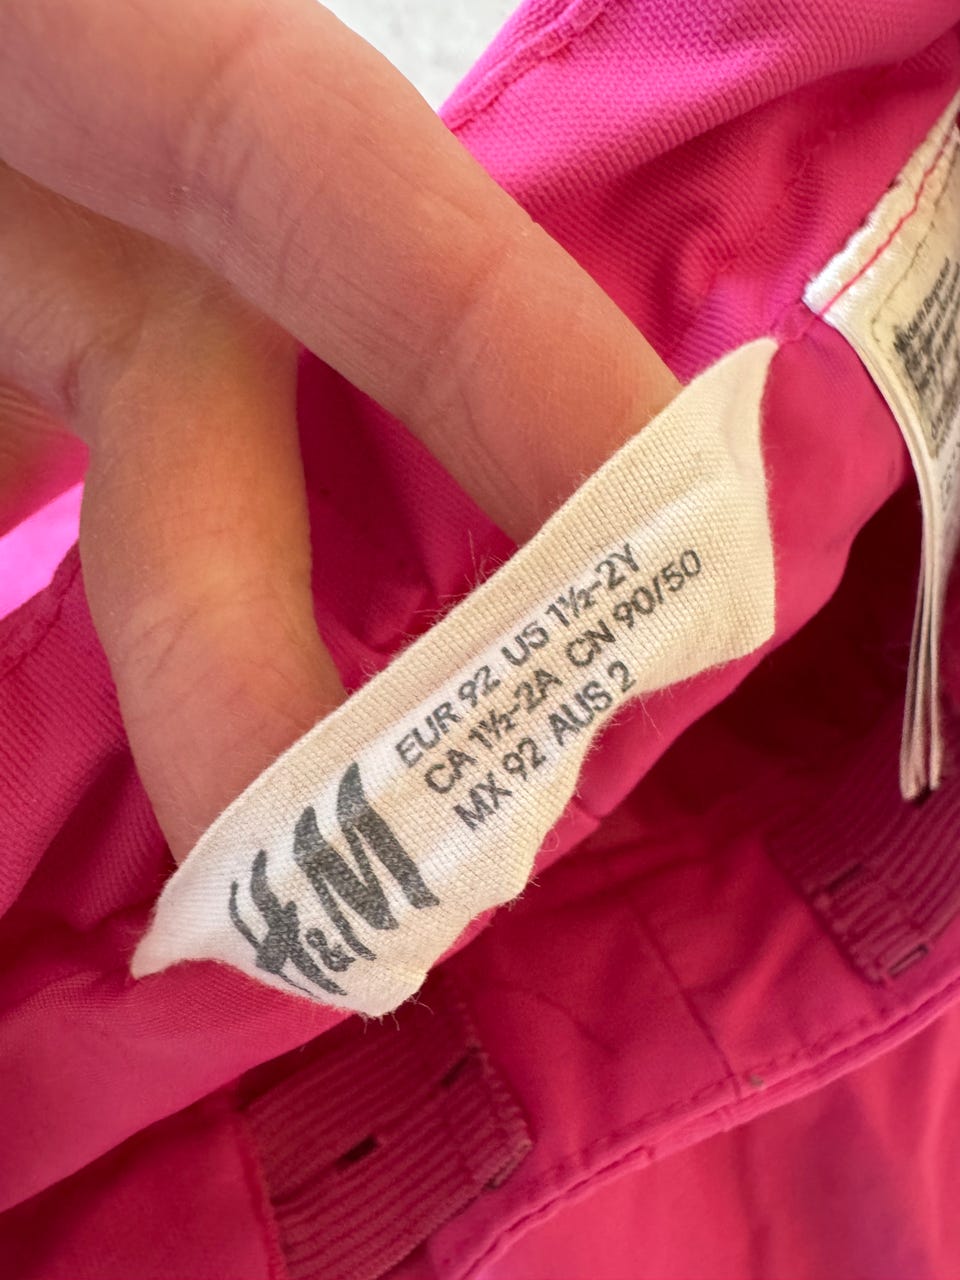 H&M
EUR 92 US 1½-2Y
CA 1½-2A CN 90/50
MX 92 AUS 2